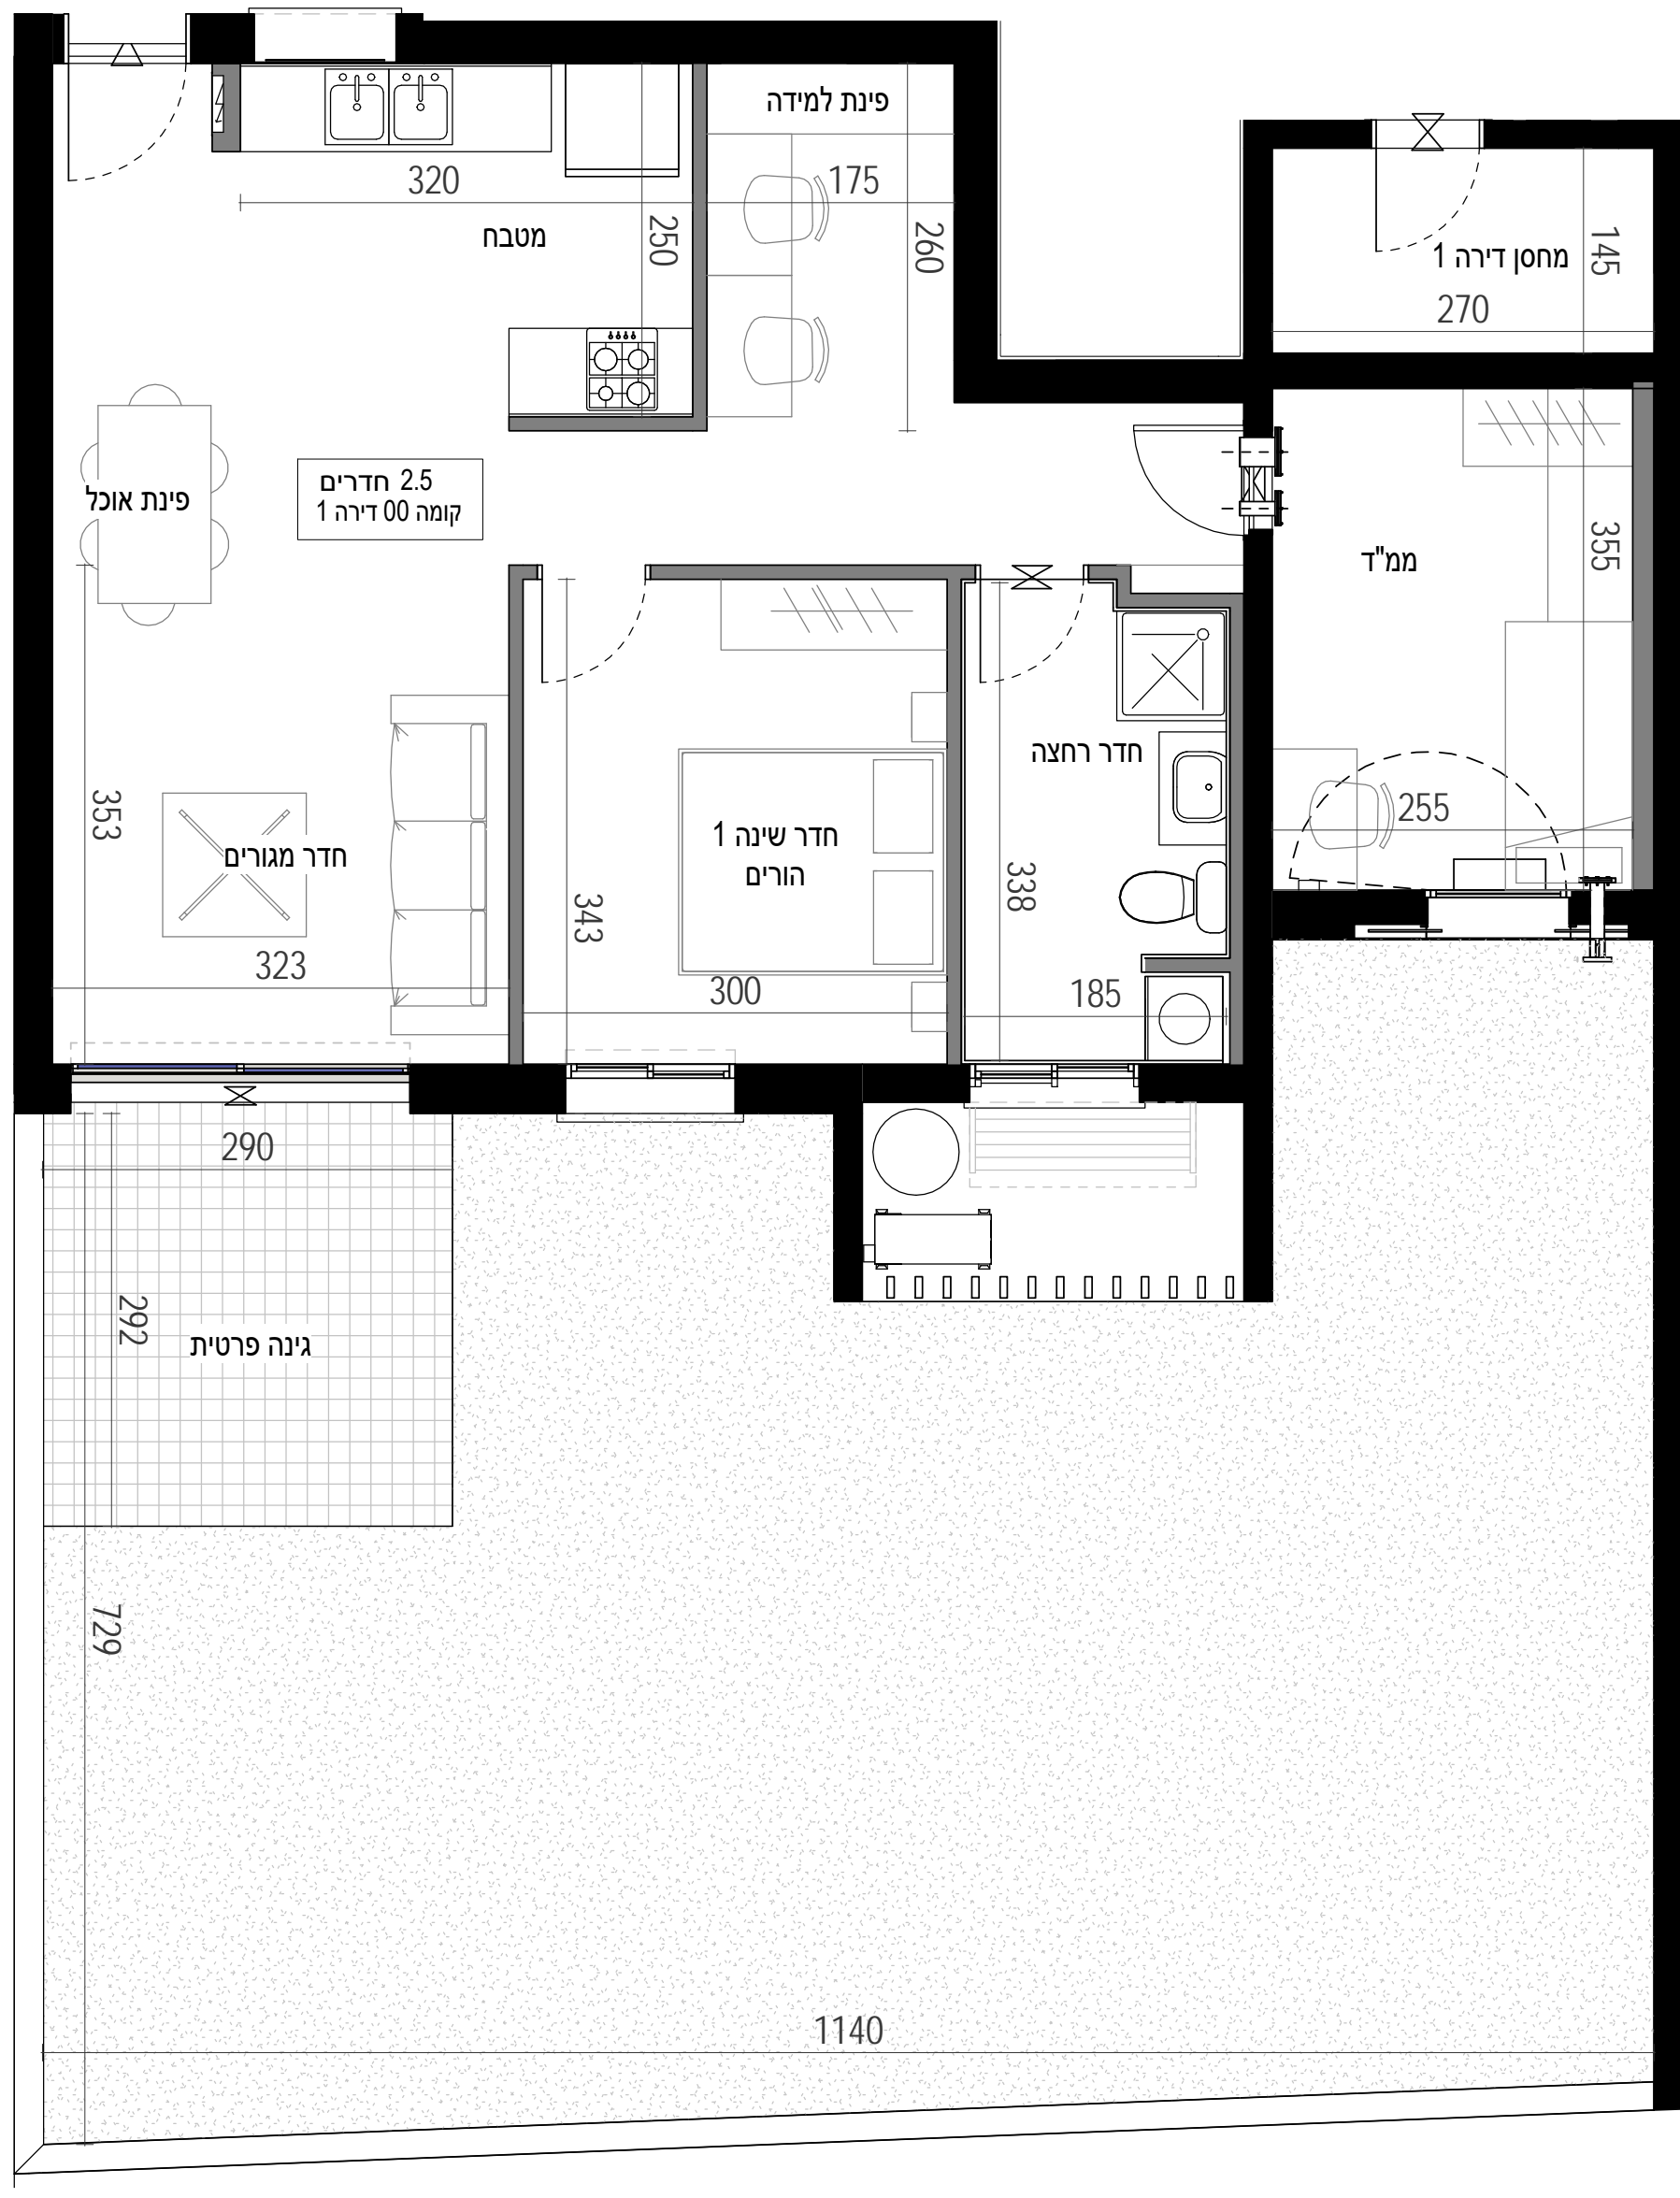 פינת למידה
320
175
מטבח
250
260
מחסן דירה 1
145
270
2.5 חדרים
קומה 00 דירה 1
פינת אוכל
ממ"ד
355
חדר רחצה
353
חדר מגורים
חדר שינה 1
הורים
255
338
343
323
300
185
290
292
גינה פרטית
729
1140